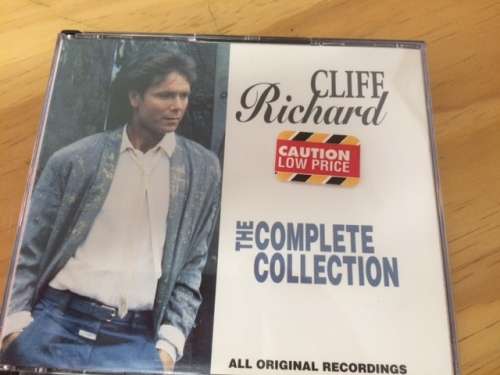 CLIFF
Richard
CAUTION
LOW PRICE
THE COMPLETE
COLLECTION
ALL ORIGINAL RECORDINGS